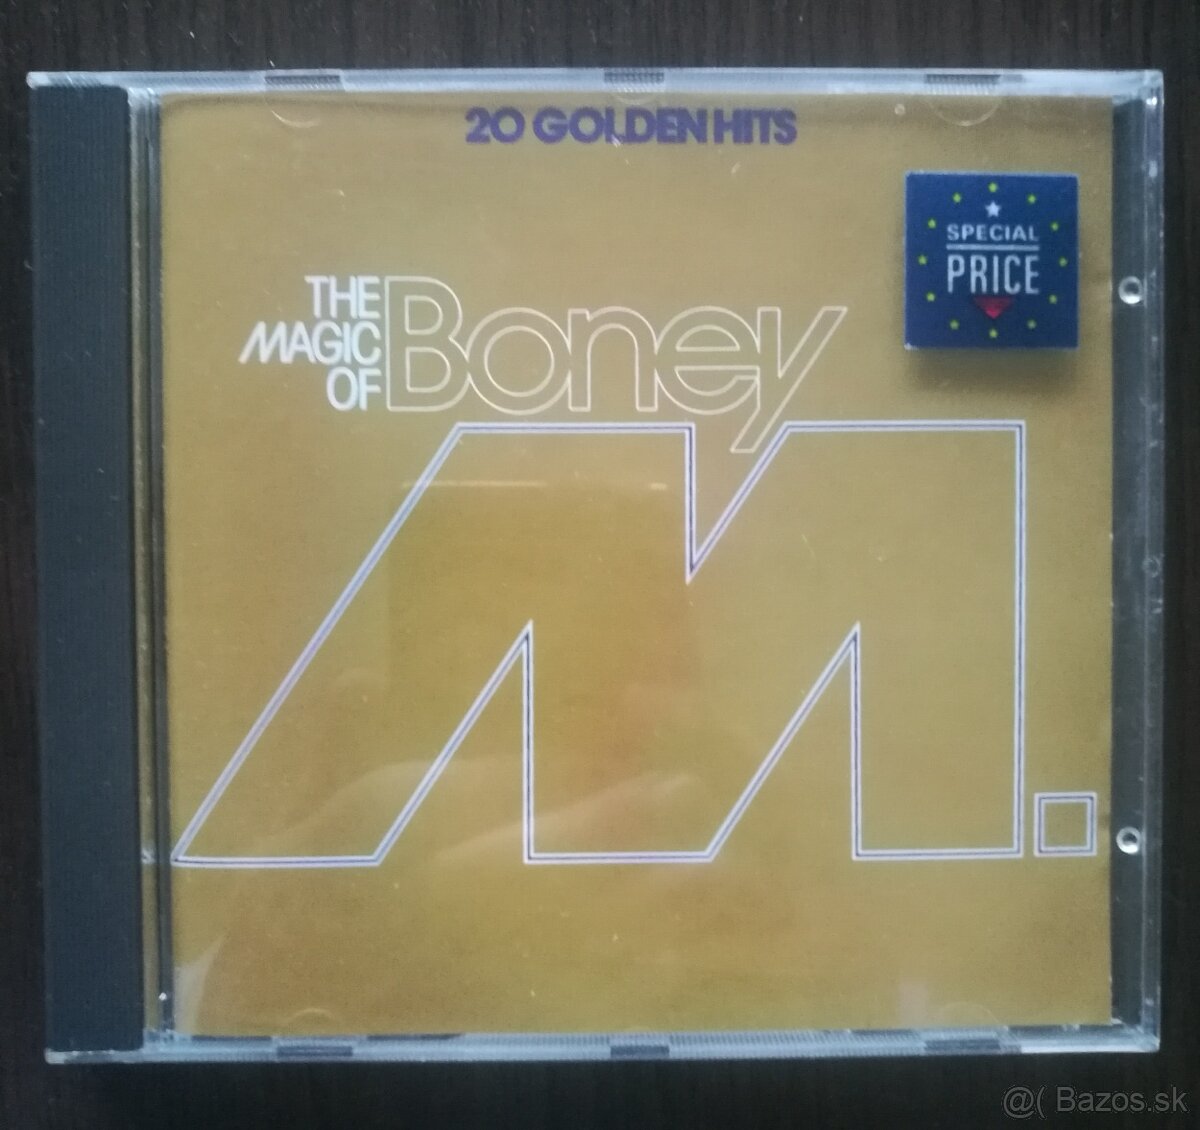 20 GOLDEN HITS
SPECIAL
PRICE
THE
MAGIC
OF
Boney
M.
@( Bazos.sk